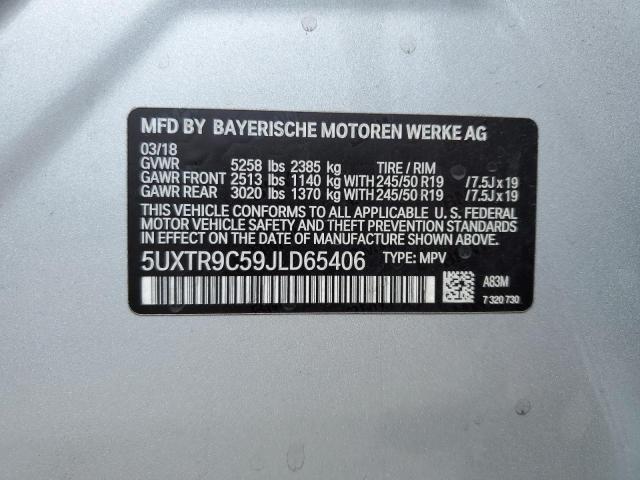 MFD BY BAYERISCHE MOTOREN WERKE AG
03/18
GVWR 5258 lbs 2385 kg TIRE / RIM
GAWR FRONT 2513 lbs 1140 kg WITH 245/50 R19 /7.5J x 19
GAWR REAR 3020 lbs 1370 kg WITH 245/50 R19 /7.5J x 19
THIS VEHICLE CONFORMS TO ALL APPLICABLE U. S. FEDERAL
MOTOR VEHICLE SAFETY AND THEFT PREVENTION STANDARDS
IN EFFECT ON THE DATE OF MANUFACTURE SHOWN ABOVE.
5UXTR9C59JLD65406 TYPE: MPV
A83M
7 320 730